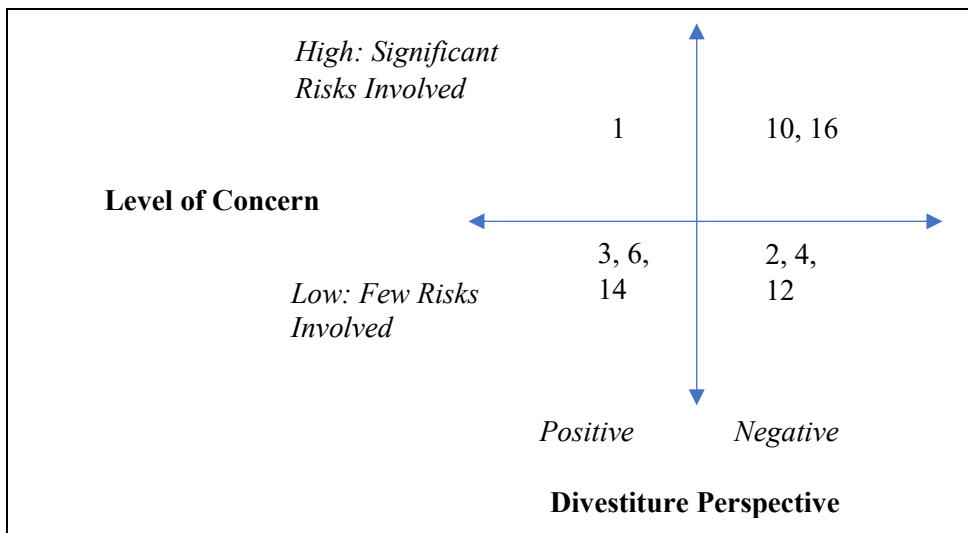 High: Significant
Risks Involved
1
10, 16
Level of Concern
3, 6,
14
2, 4,
12
Low: Few Risks
Involved
Positive
Negative
Divestiture Perspective